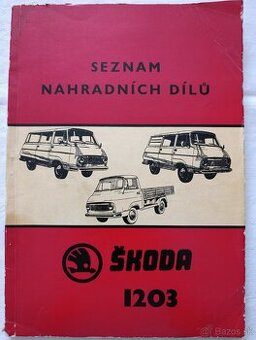 SEZNAM
NAHRADNÍCH DÍLŮ
ŠKODA
1203